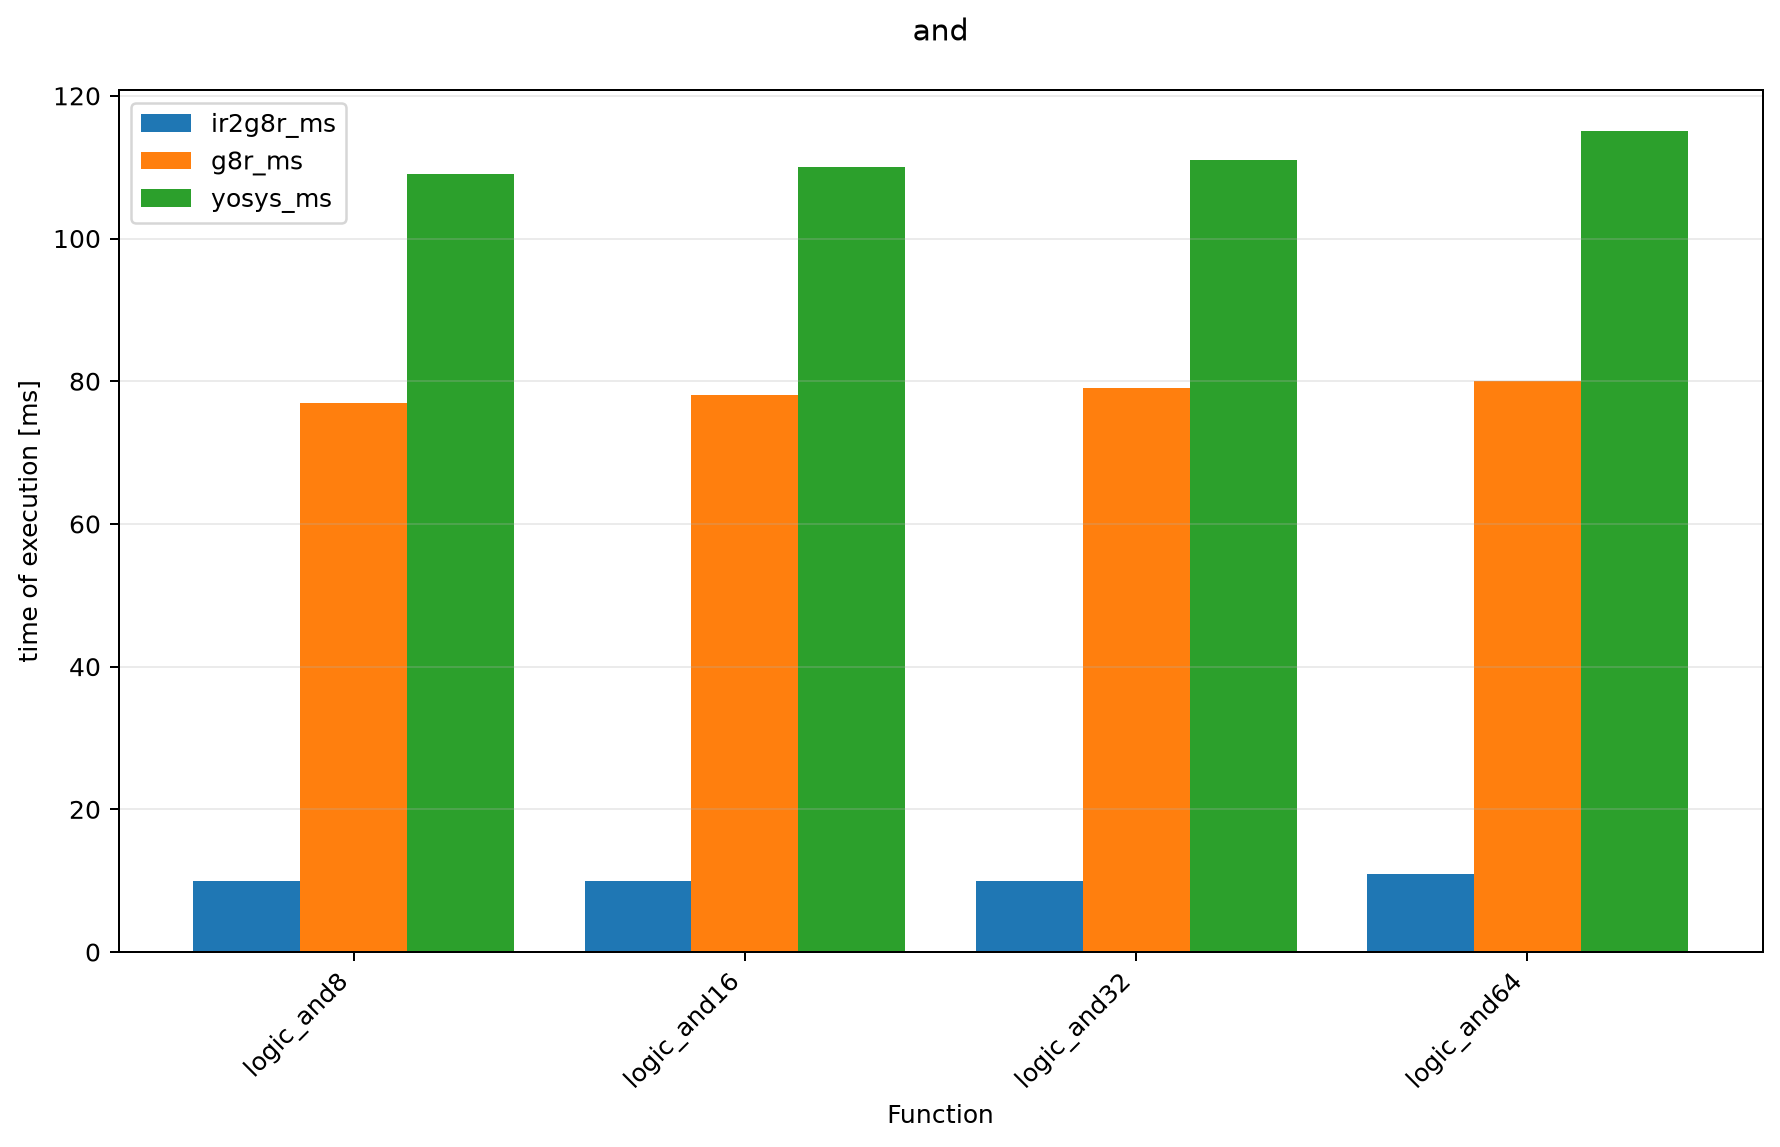 and
120
100
80
60
40
20
0
time of execution [ms]
ir2g8r_ms
g8r_ms
yosys_ms
logic_and8
logic_and16
logic_and32
logic_and64
Function